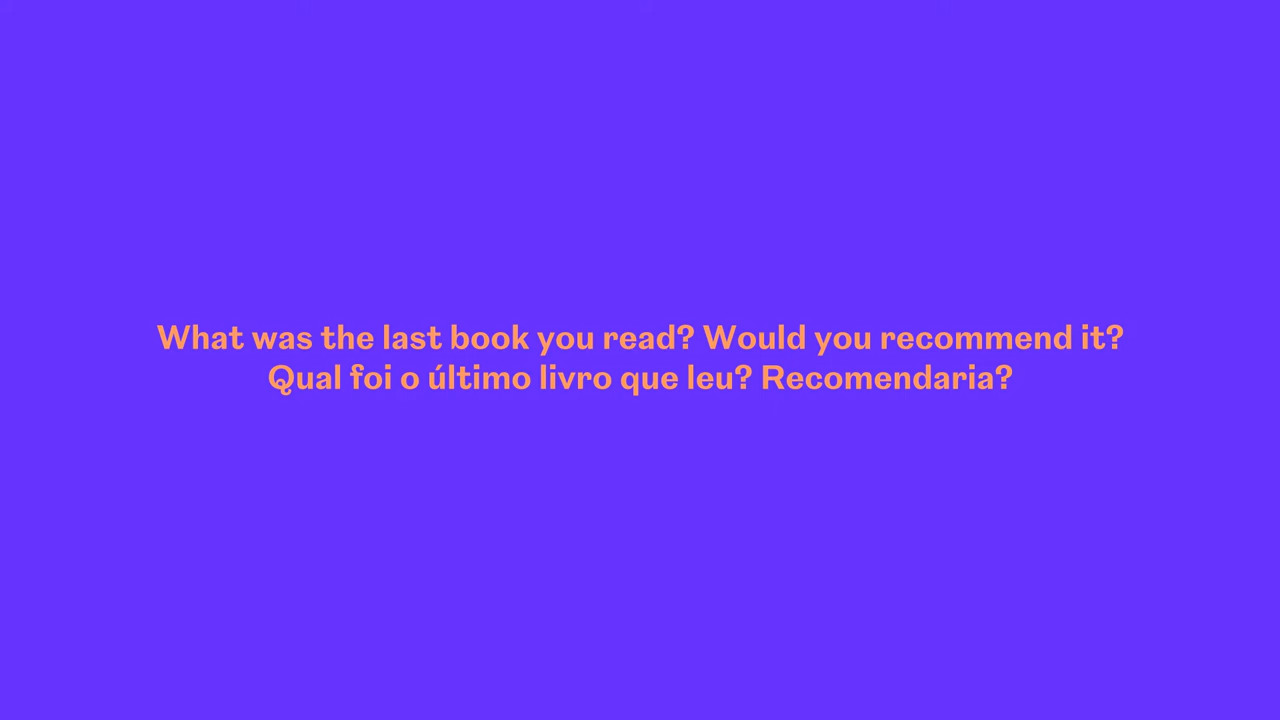 What was the last book you read? Would you recommend it?
Qual foi o último livro que leu? Recomendaria?